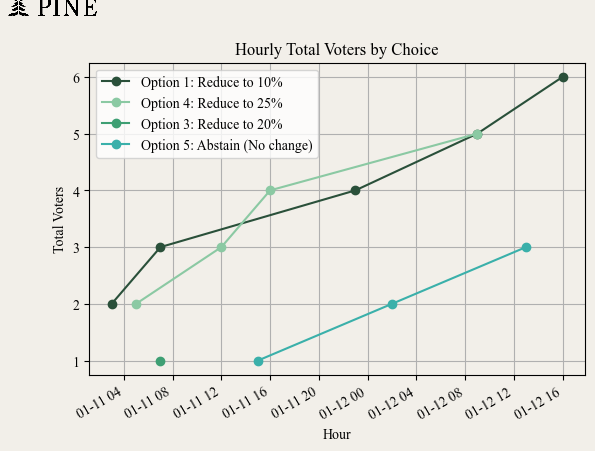 PINE
Hourly Total Voters by Choice
Option 1: Reduce to 10%
Option 4: Reduce to 25%
Option 3: Reduce to 20%
Option 5: Abstain (No change)
Total Voters
6
5
4
3
2
1
01-11 04
01-11 08
01-11 12
01-11 16
01-11 20
01-12 00
01-12 04
01-12 08
01-12 12
01-12 16
Hour